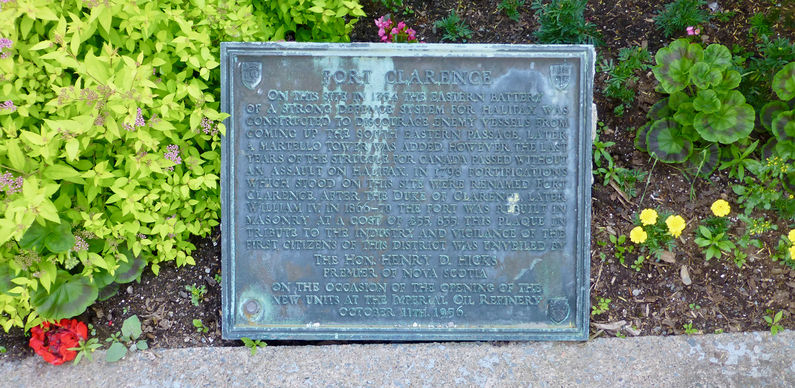 FORT CLARENCE
ON THIS SITE IN 1754 THE EASTERN BATTERY
OF A STRONG DEFENCE SYSTEM FOR HALIFAX WAS
CONSTRUCTED TO DISCOURAGE ENEMY VESSELS FROM
COMING UP THE SOUTH EASTERN PASSAGE. LATER
A MARTELLO TOWER WAS ADDED. HOWEVER, THE LAST
YEARS OF THE STRUGGLE FOR CANADA PASSED WITHOUT
AN ASSAULT ON HALIFAX. IN 1798 FORTIFICATIONS
WHICH STOOD ON THIS SITE WERE RENAMED FORT
CLARENCE, AFTER THE DUKE OF CLARENCE, LATER
WILLIAM IV. IN THE FORT WAS REBUILT IN
MASONRY AT A COST OF THIS PLAQUE IN
TRIBUTE TO THE INDUSTRY AND VIGILANCE OF THE
FIRST CITIZENS OF THIS DISTRICT WAS UNVEILED BY
THE HON. HENRY D. HICKS
PREMIER OF NOVA SCOTIA
ON THE OCCASION OF THE OPENING OF THE
NEW UNITS AT THE IMPERIAL OIL REFINERY
OCTOBER 11TH, 1956.